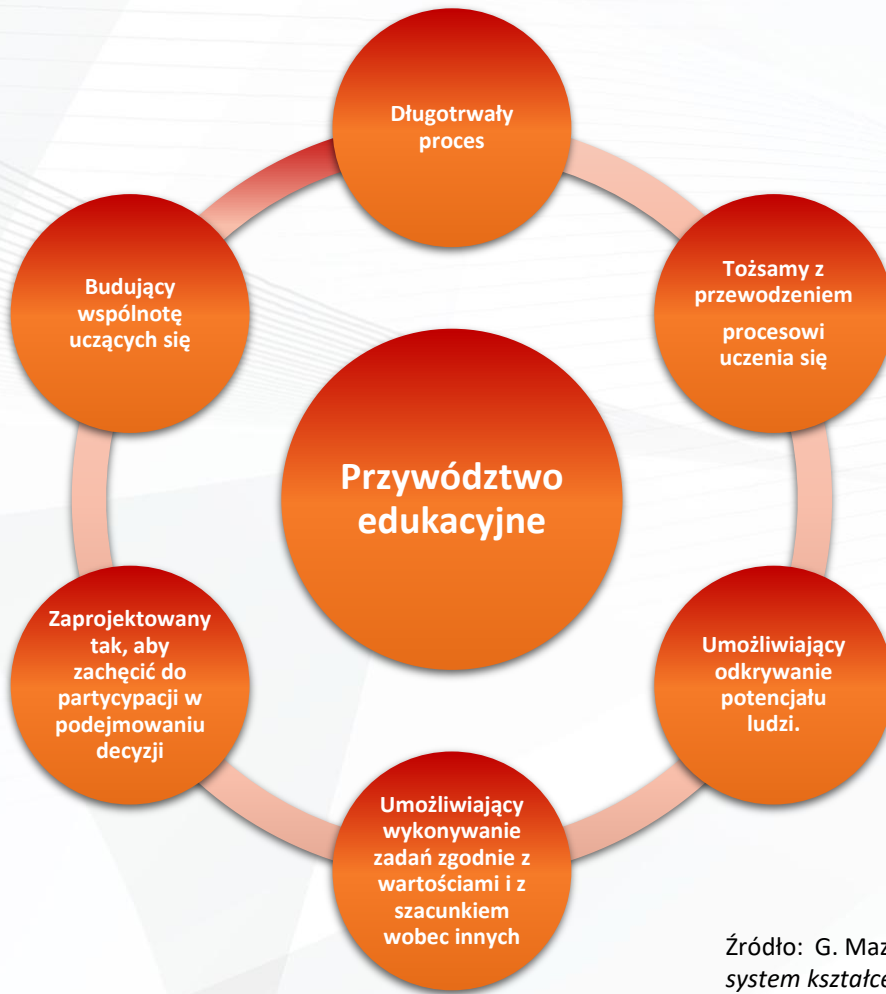 Długotrwały
proces
Tożsamy z
przewodzeniem
procesowi
uczenia się
Umożliwiający
odkrywanie
potencjału
ludzi.
Umożliwiający
wykonywanie
zadań zgodnie z
wartościami i z
szacunkiem
wobec innych
Zaprojektowany
tak, aby
zachęcić do
partycypacji w
podejmowaniu
decyzji
Budujący
wspólnotę
uczących się
Przywództwo
edukacyjne
Źródło: G. Maz
system kształce